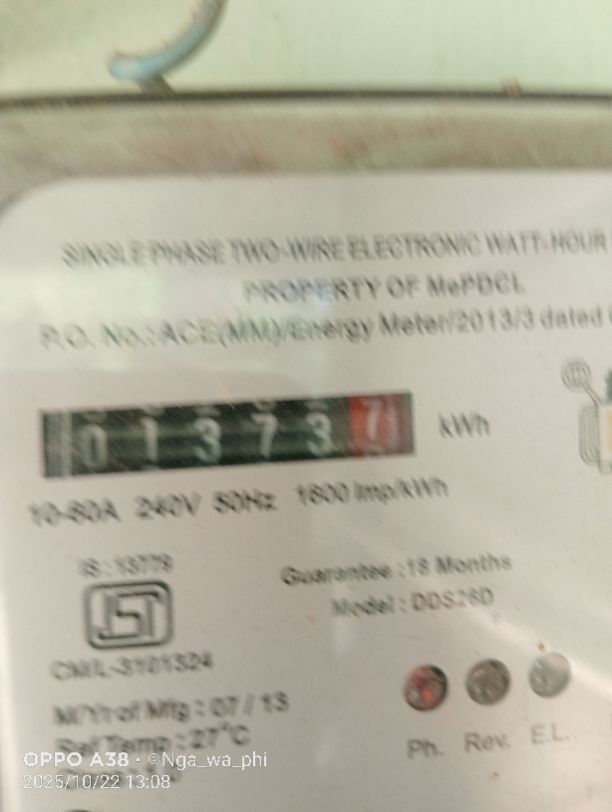 SINGLE PHASE TWO-WIRE ELECTRONIC WATT-HOUR
PROPERTY OF MePDCL
P.O. No.: ACE(MM)/Energy Meter/2013/3 dated
0 1 3 7 3 7 kWh
10-60A 240V 50Hz 1600 Imp/kWh
IS : 13779
Guarantee : 18 Months
Model : DDS26D
CM/L-3101324
M/Yr of Mfg : 07 / 13
Ref Temp : 27°C
Ph. Rev. E.L.
OPPO A38 · ©Nga_wa_phi
2025/10/22 13:08